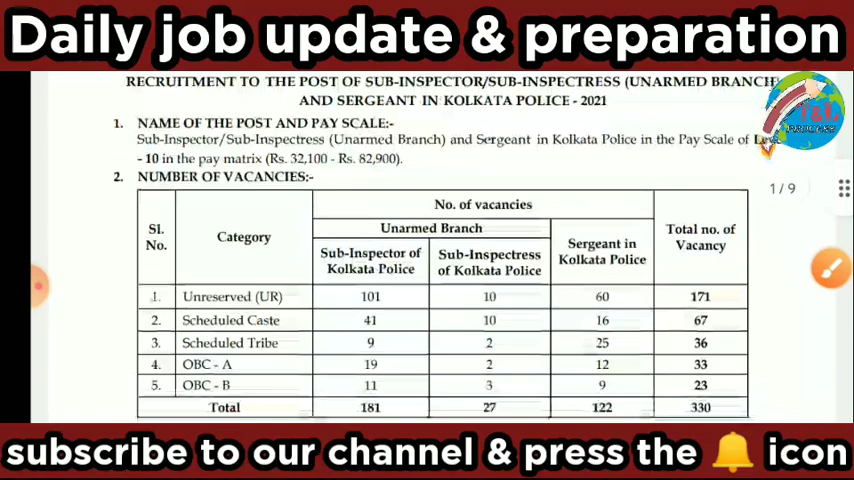 Daily job update & preparation
RECRUITMENT TO THE POST OF SUB-INSPECTOR/SUB-INSPECTRESS (UNARMED BRANCH)
AND SERGEANT IN KOLKATA POLICE - 2021
1. NAME OF THE POST AND PAY SCALE:-
Sub-Inspector/Sub-Inspectress (Unarmed Branch) and Sergeant in Kolkata Police in the Pay Scale of
- 10 in the pay matrix (Rs. 32,100 - Rs. 82,900).
2. NUMBER OF VACANCIES:-
1/9
Sl. No. Category No. of vacancies Total no. of Vacancy
Unarmed Branch Sergeant in Kolkata Police
Sub-Inspector of Kolkata Police Sub-Inspectress of Kolkata Police
1. Unreserved (UR) 101 10 60 171
2. Scheduled Caste 41 10 16 67
3. Scheduled Tribe 9 2 25 36
4. OBC - A 19 2 12 33
5. OBC - B 11 3 9 23
Total 181 27 122 330
subscribe to our channel & press the 🔔 icon